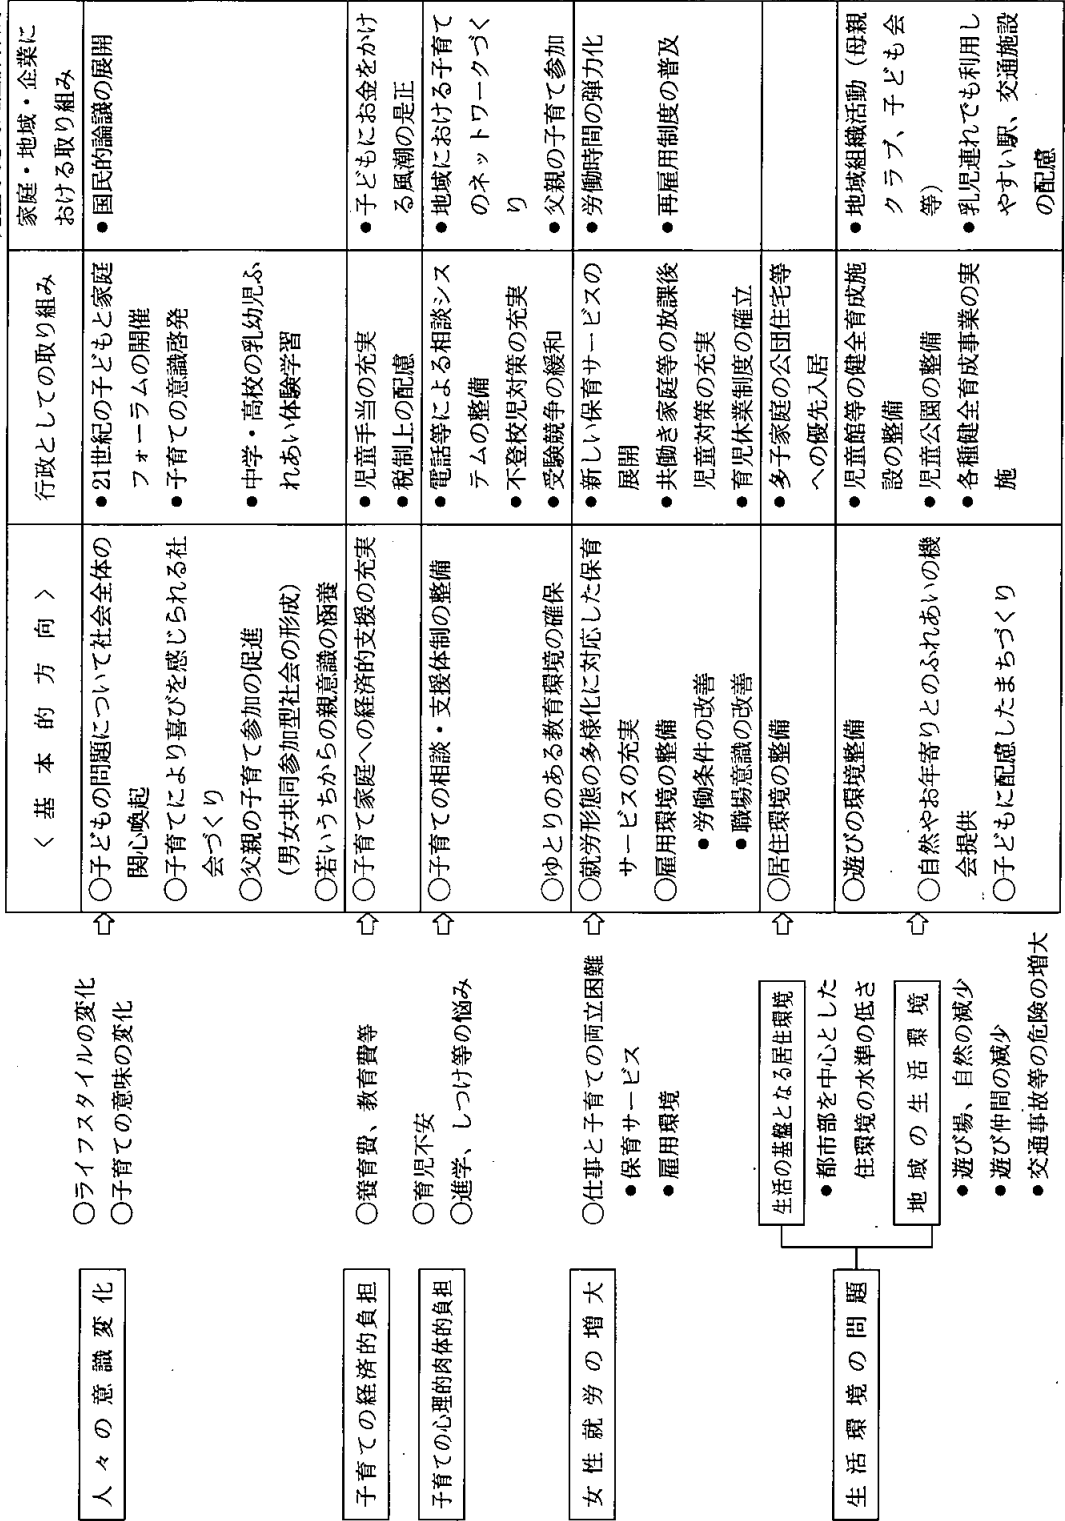 〈基本的方向〉
行政としての取り組み
家庭・地域・企業に
おける取り組み
人々の意識変化
○ライフスタイルの変化
○子育ての意味の変化
○子どもの問題について社会全体の
関心喚起
○子育てにより喜びを感じられる社
会づくり
○父親の子育て参加の促進
(男女共同参加型社会の形成)
○若いうちからの親意識の涵養
●21世紀の子どもと家庭
フォーラムの開催
●子育ての意識啓発
●中学・高校の乳幼児ふ
れあい体験学習
●国民的論議の展開
子育ての経済的負担
○養育費、教育費等
○子育て家庭への経済的支援の充実
●児童手当の充実
●税制上の配慮
●子どもにお金をかけ
る風潮の是正
子育ての心理的肉体的負担
○育児不安
○進学、しつけ等の悩み
○子育ての相談・支援体制の整備
○ゆとりのある教育環境の確保
●電話等による相談シス
テムの整備
●不登校児対策の充実
●受験競争の緩和
●地域における子育て
のネットワークづく
り
●父親の子育て参加
女性就労の増大
○仕事と子育ての両立困難
●保育サービス
●雇用環境
○就労形態の多様化に対応した保育
サービスの充実
○雇用環境の整備
●労働条件の改善
●職場意識の改善
●新しい保育サービスの
展開
●共働き家庭等の放課後
児童対策の充実
●育児休業制度の確立
●労働時間の弾力化
●再雇用制度の普及
生活環境の問題
生活の基盤となる居住環境
●都市部を中心とした
住環境の水準の低さ
○居住環境の整備
●多子家庭の公団住宅等
への優先入居
地域の生活環境
●遊び場、自然の減少
●遊び仲間の減少
●交通事故等の危険の増大
○遊びの環境整備
○自然やお年寄りとのふれあいの機
会提供
○子どもに配慮したまちづくり
●児童館等の健全育成施
設の整備
●児童公園の整備
●各種健全育成事業の実
施
●地域組織活動(母親
クラブ、子ども会
等)
●乳児連れでも利用し
やすい駅、交通施設
の配慮